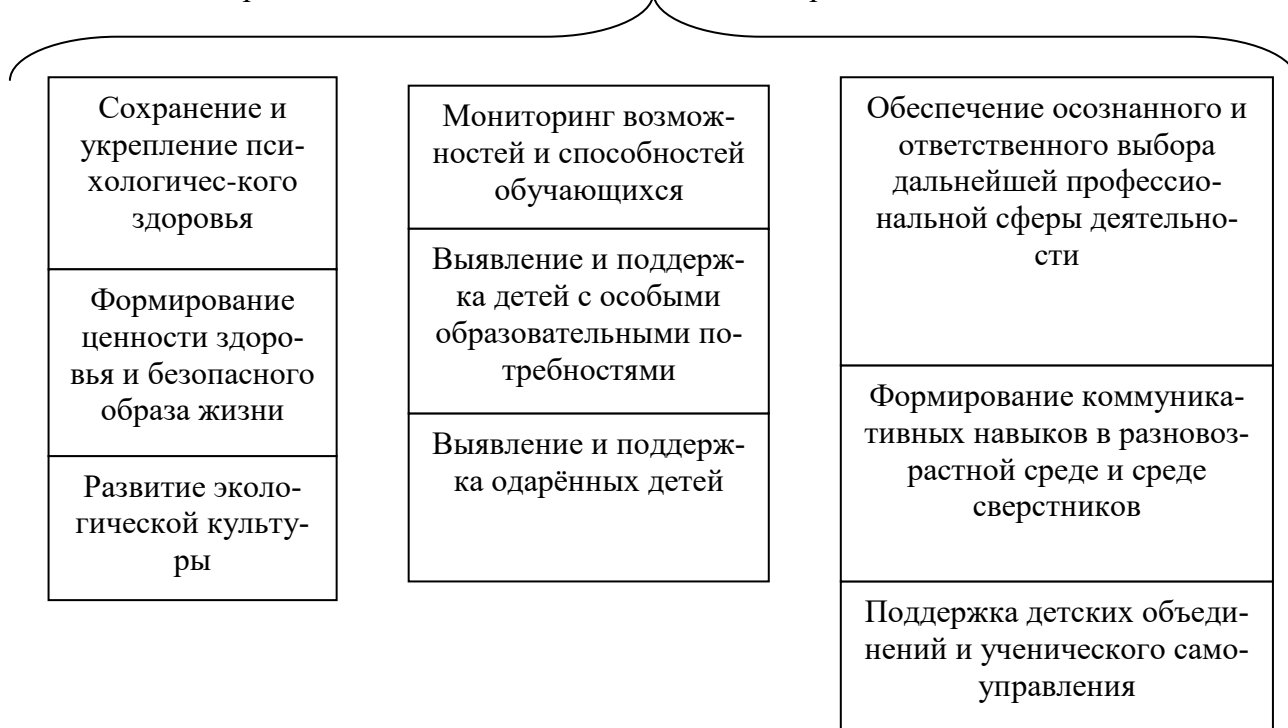 Сохранение и
укрепление пси-
хологичес-кого
здоровья
Формирование
ценности здоро-
вья и безопасного
образа жизни
Развитие эколо-
гической культу-
ры
Мониторинг возмож-
ностей и способностей
обучающихся
Выявление и поддерж-
ка детей с особыми
образовательными по-
требностями
Выявление и поддерж-
ка одарённых детей
Обеспечение осознанного и
ответственного выбора
дальнейшей профессио-
нальной сферы деятельно-
сти
Формирование коммуника-
тивных навыков в разновоз-
растной среде и среде
сверстников
Поддержка детских объеди-
нений и ученического само-
управления